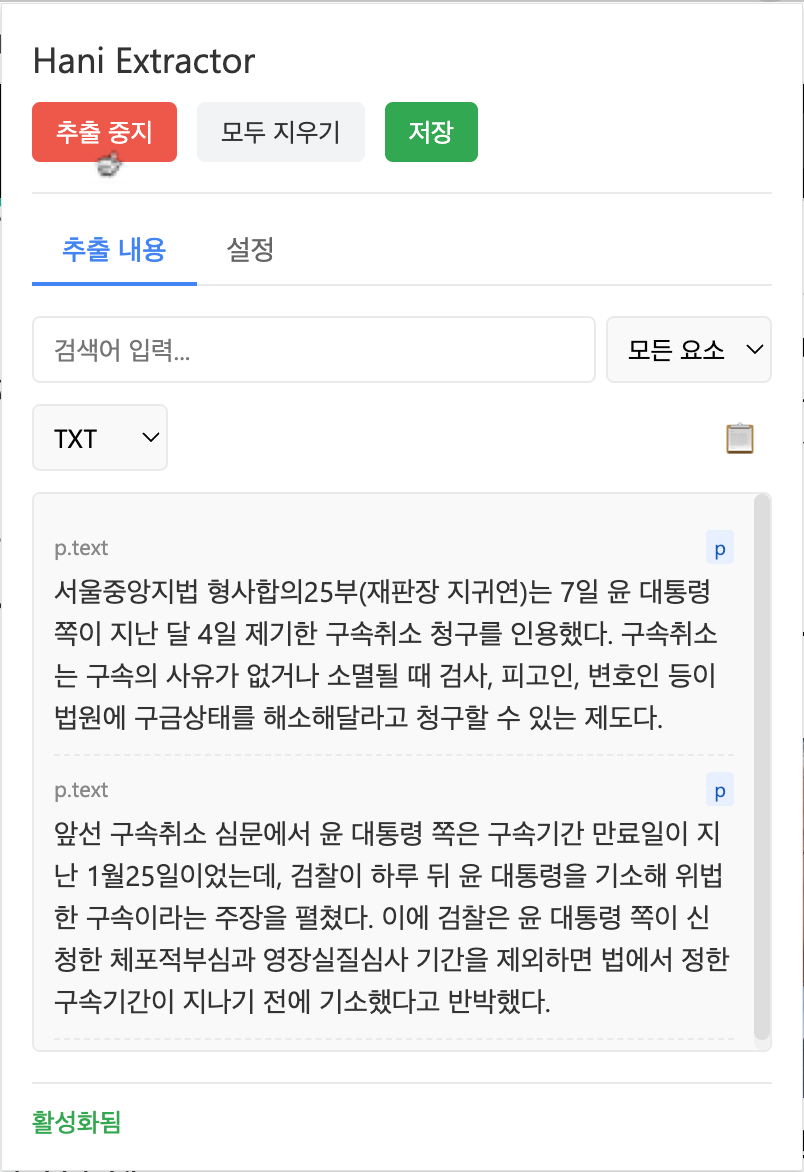 Hani Extractor
추출 중지 모두 지우기 저장
추출 내용 설정
검색어 입력... 모든 요소
TXT
p.text p
서울중앙지법 형사합의25부(재판장 지귀연)는 7일 윤 대통령
쪽이 지난 달 4일 제기한 구속취소 청구를 인용했다. 구속취소
는 구속의 사유가 없거나 소멸될 때 검사, 피고인, 변호인 등이
법원에 구금상태를 해소해달라고 청구할 수 있는 제도다.
p.text p
앞선 구속취소 심문에서 윤 대통령 쪽은 구속기간 만료일이 지
난 1월25일이었는데, 검찰이 하루 뒤 윤 대통령을 기소해 위법
한 구속이라는 주장을 펼쳤다. 이에 검찰은 윤 대통령 쪽이 신
청한 체포적부심과 영장실질심사 기간을 제외하면 법에서 정한
구속기간이 지나기 전에 기소했다고 반박했다.
활성화됨